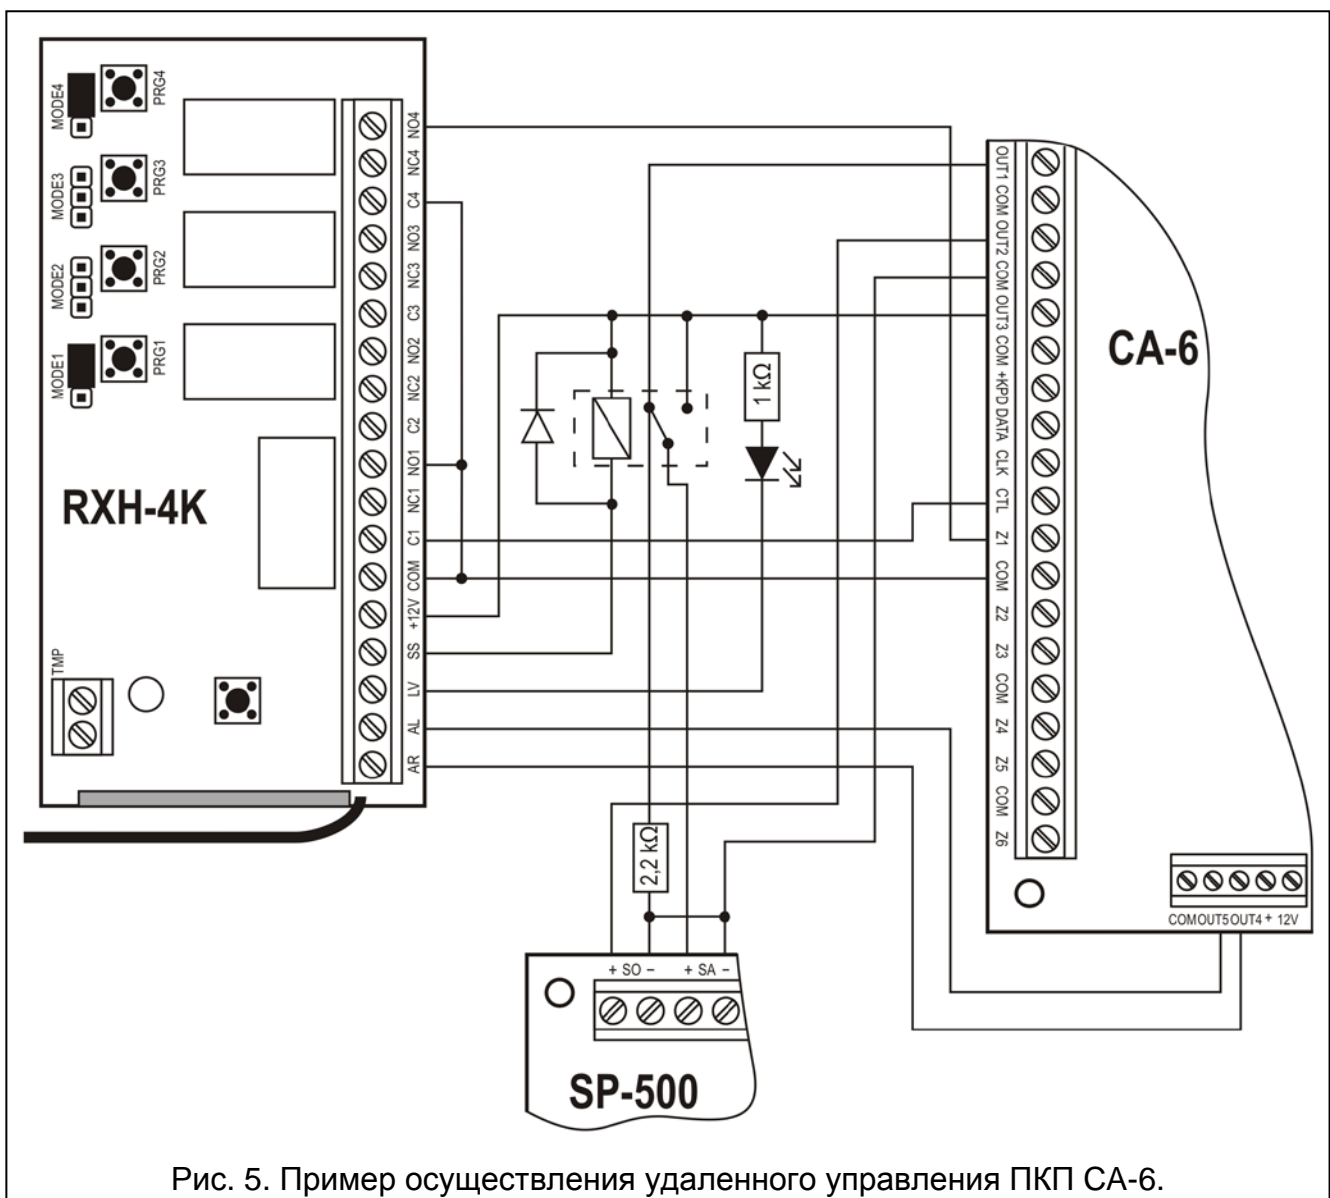 MODE4
PRG4
MODE3
PRG3
MODE2
PRG2
MODE1
PRG1
RXH-4K
TMP
NO4
NC4
C4
NO3
NC3
C3
NO2
NC2
C2
NO1
NC1
C1
COM
+12V
SS
LV
AL
AR
1 kΩ
2,2 kΩ
OUT1
COM
OUT2
COM
OUT3
COM
+KPD
DATA
CLK
CTL
Z1
COM
Z2
Z3
COM
Z4
Z5
COM
Z6
CA-6
COM OUT5 OUT4 + 12V
+ SO − + SA −
SP-500
Рис. 5. Пример осуществления удаленного управления ПКП CA-6.